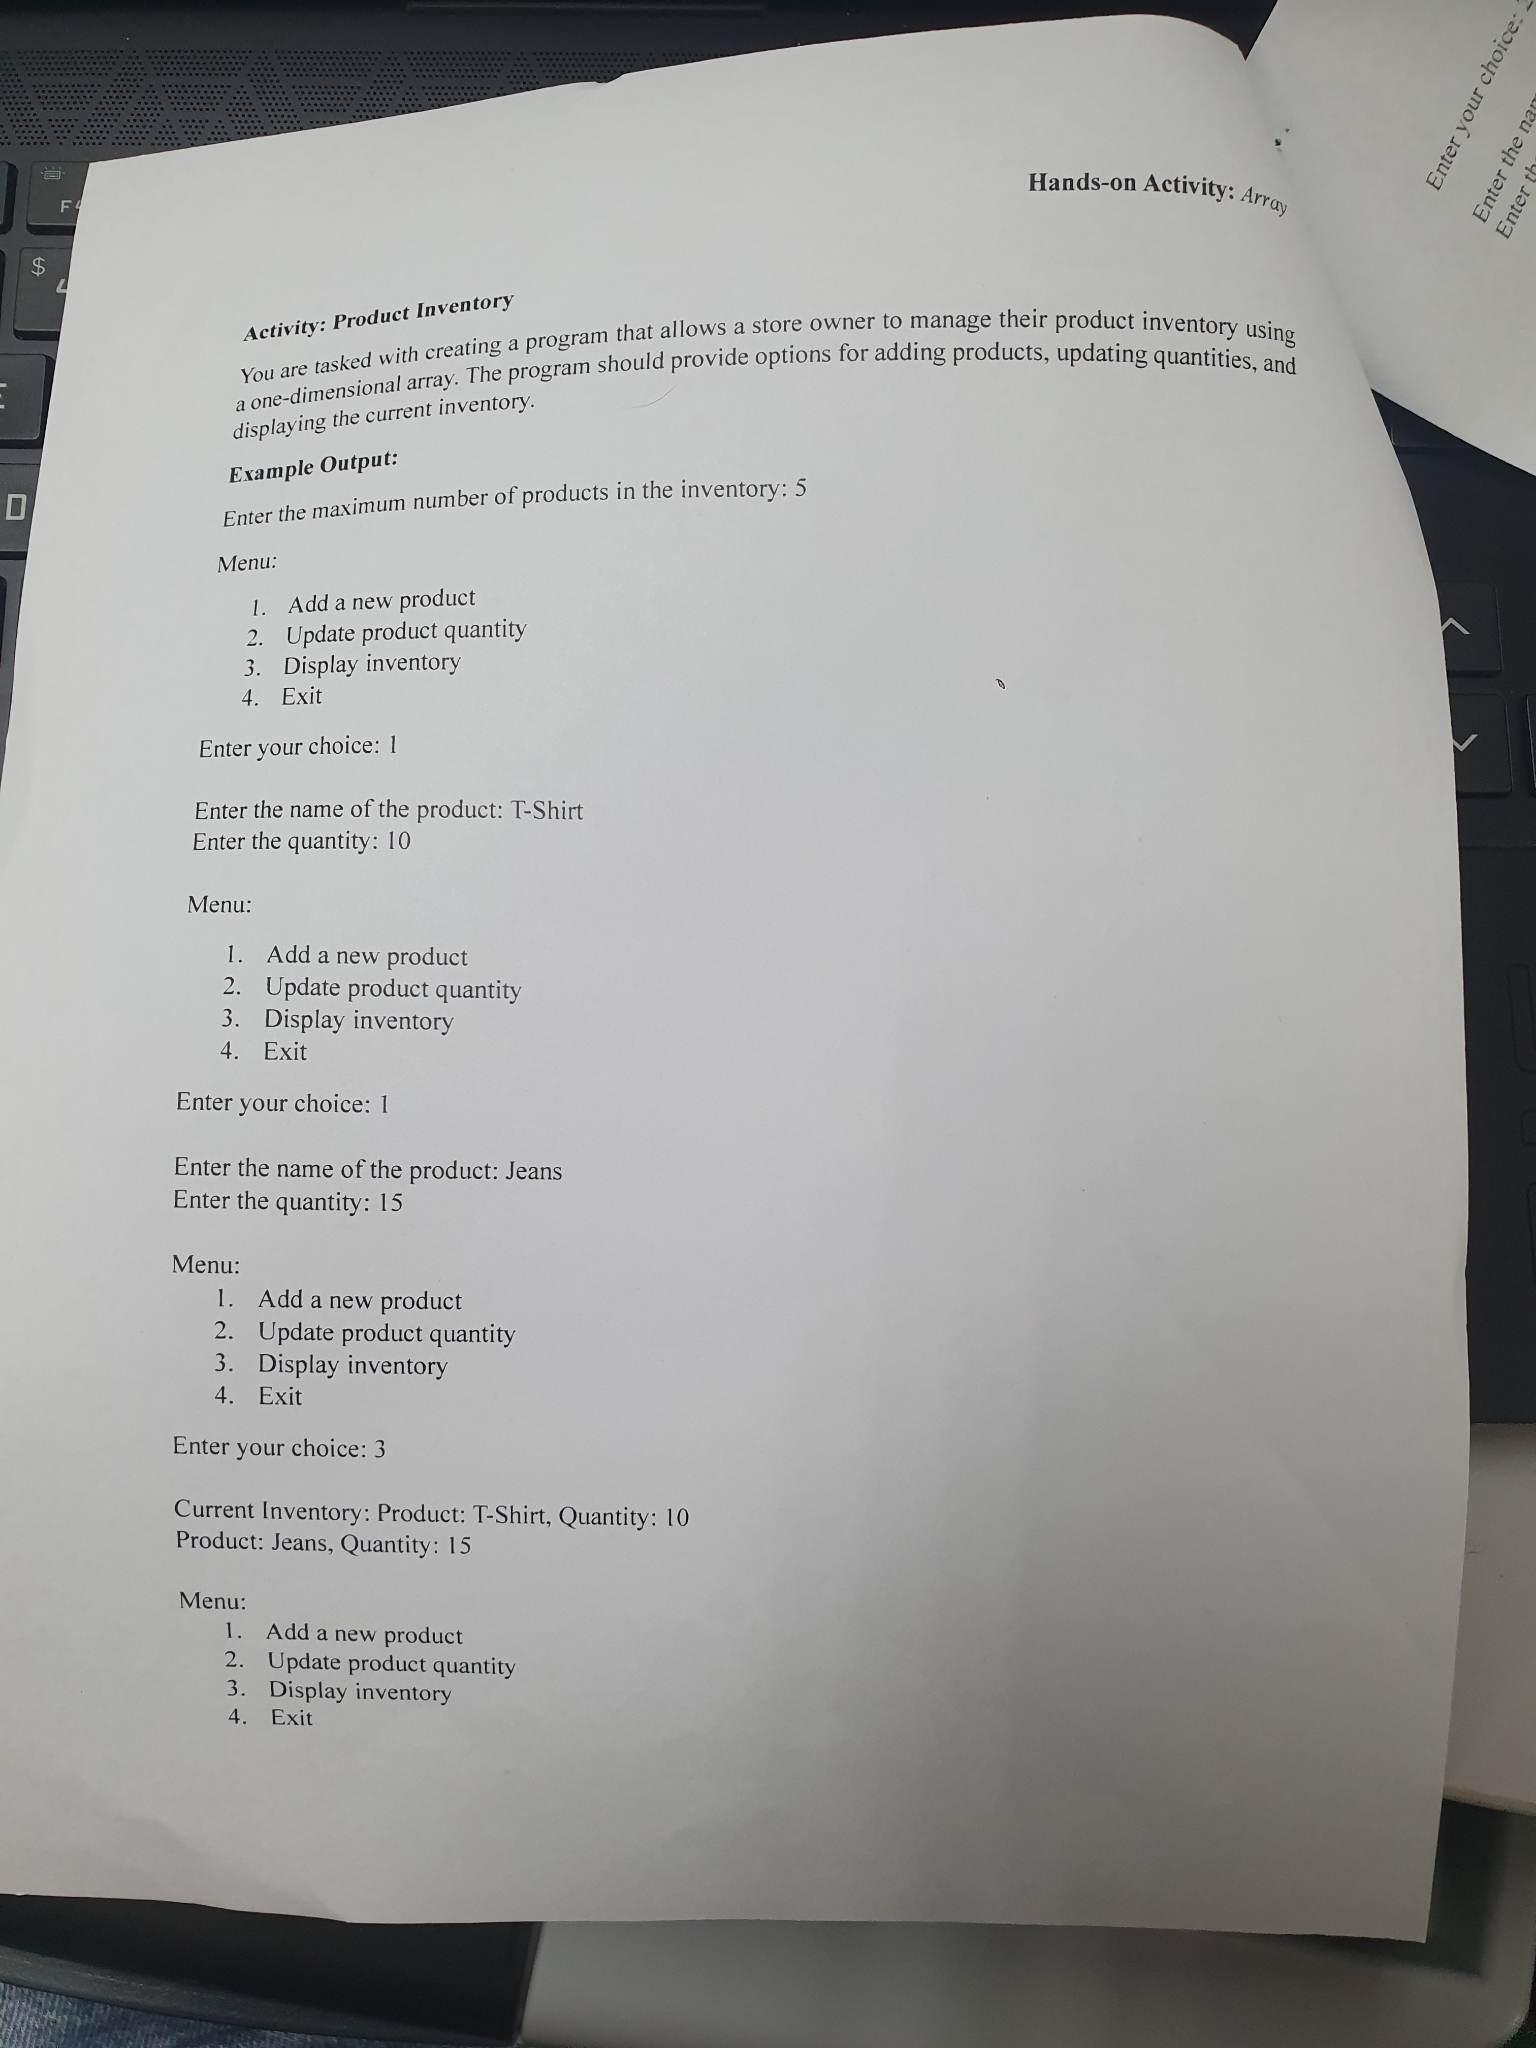 Hands-on Activity: Array
Activity: Product Inventory
You are tasked with creating a program that allows a store owner to manage their product inventory using
a one-dimensional array. The program should provide options for adding products, updating quantities, and
displaying the current inventory.
Example Output:
Enter the maximum number of products in the inventory: 5
Menu:
1. Add a new product
2. Update product quantity
3. Display inventory
4. Exit
Enter your choice: 1
Enter the name of the product: T-Shirt
Enter the quantity: 10
Menu:
1. Add a new product
2. Update product quantity
3. Display inventory
4. Exit
Enter your choice: 1
Enter the name of the product: Jeans
Enter the quantity: 15
Menu:
1. Add a new product
2. Update product quantity
3. Display inventory
4. Exit
Enter your choice: 3
Current Inventory: Product: T-Shirt, Quantity: 10
Product: Jeans, Quantity: 15
Menu:
1. Add a new product
2. Update product quantity
3. Display inventory
4. Exit
Enter your choice:
Enter the
Enter
$
D